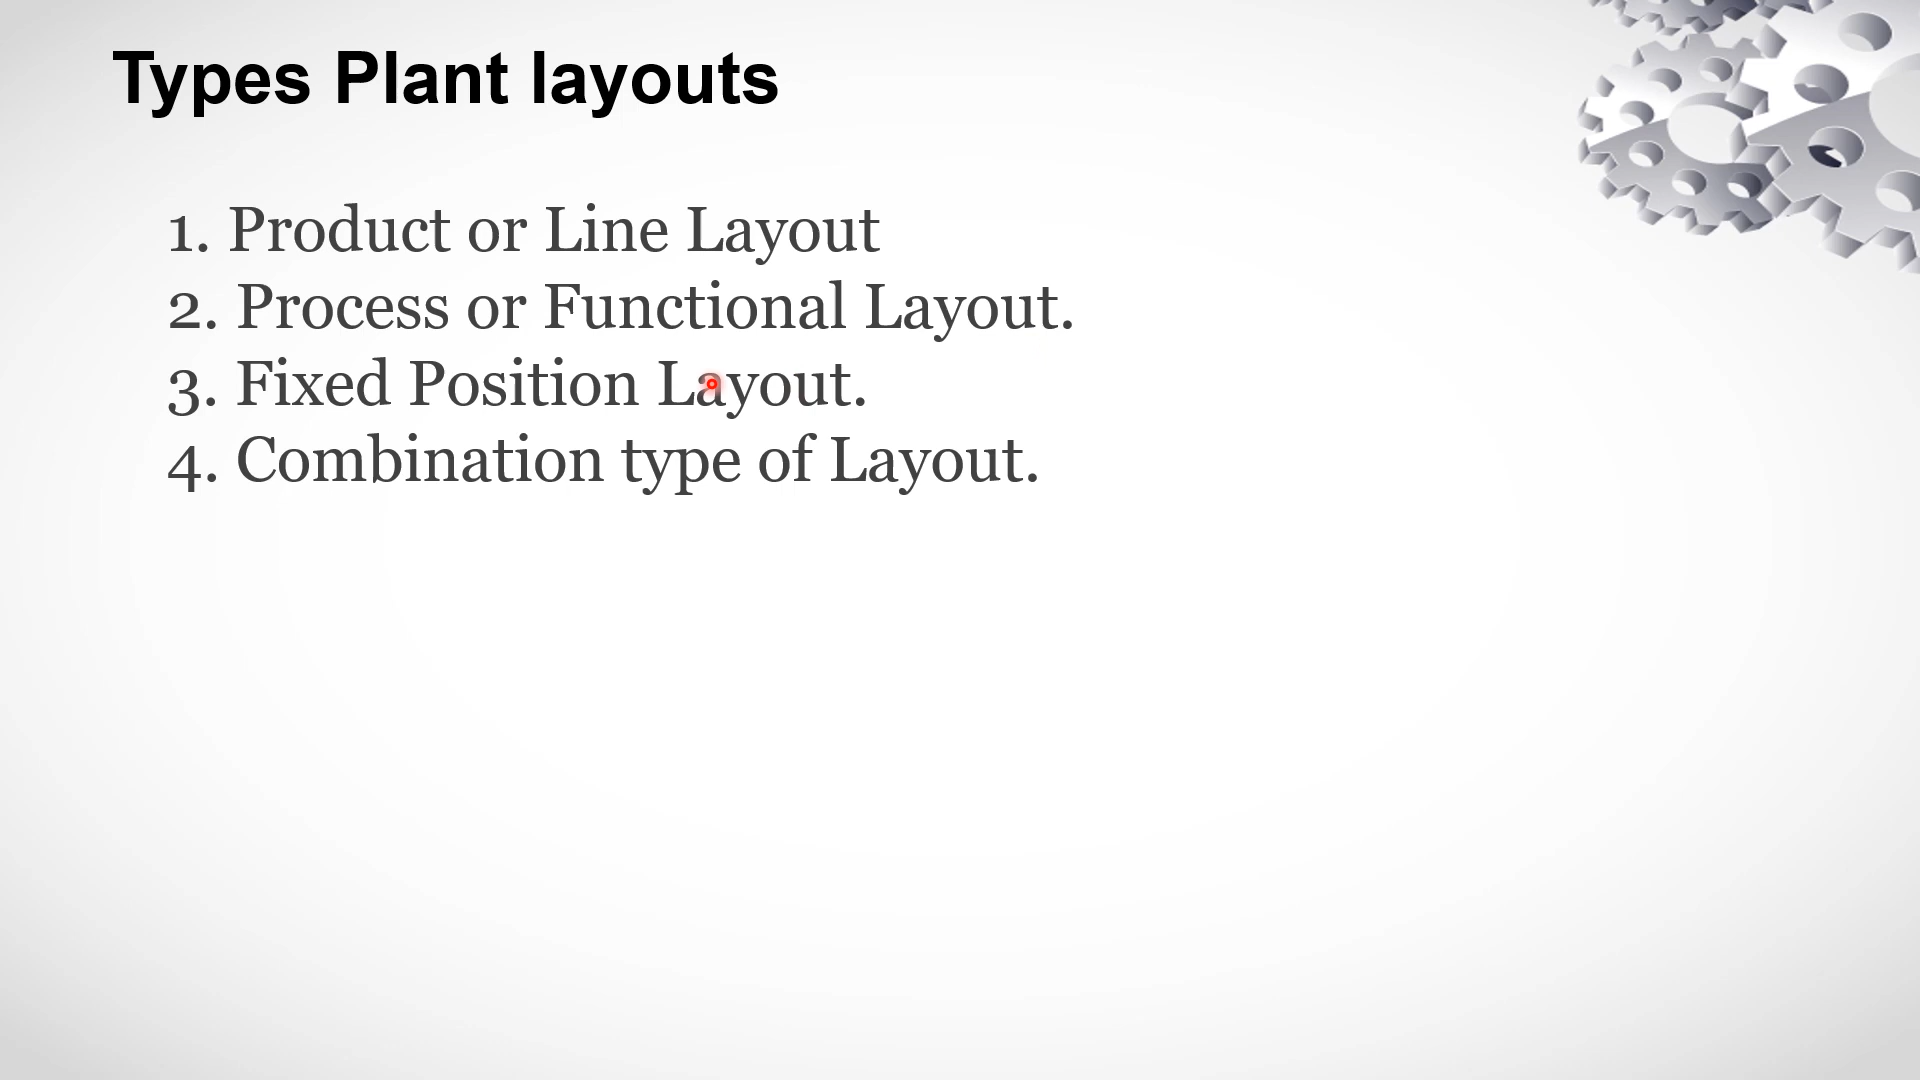 Types Plant layouts
1. Product or Line Layout
2. Process or Functional Layout.
3. Fixed Position Layout.
4. Combination type of Layout.